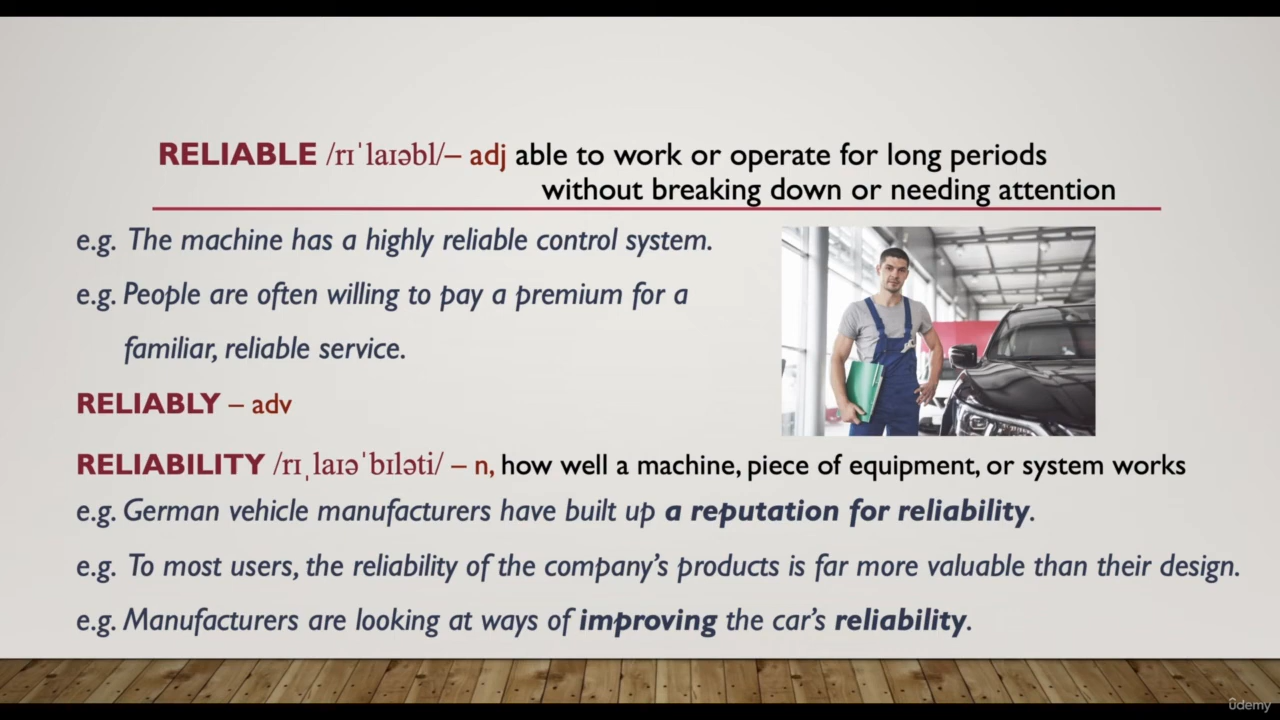 RELIABLE /rɪˈlaɪəbl/– adj able to work or operate for long periods
without breaking down or needing attention
e.g. The machine has a highly reliable control system.
e.g. People are often willing to pay a premium for a
familiar, reliable service.
RELIABLY – adv
RELIABILITY /rɪˌlaɪəˈbɪləti/ – n, how well a machine, piece of equipment, or system works
e.g. German vehicle manufacturers have built up a reputation for reliability.
e.g. To most users, the reliability of the company’s products is far more valuable than their design.
e.g. Manufacturers are looking at ways of improving the car’s reliability.
ûdemy